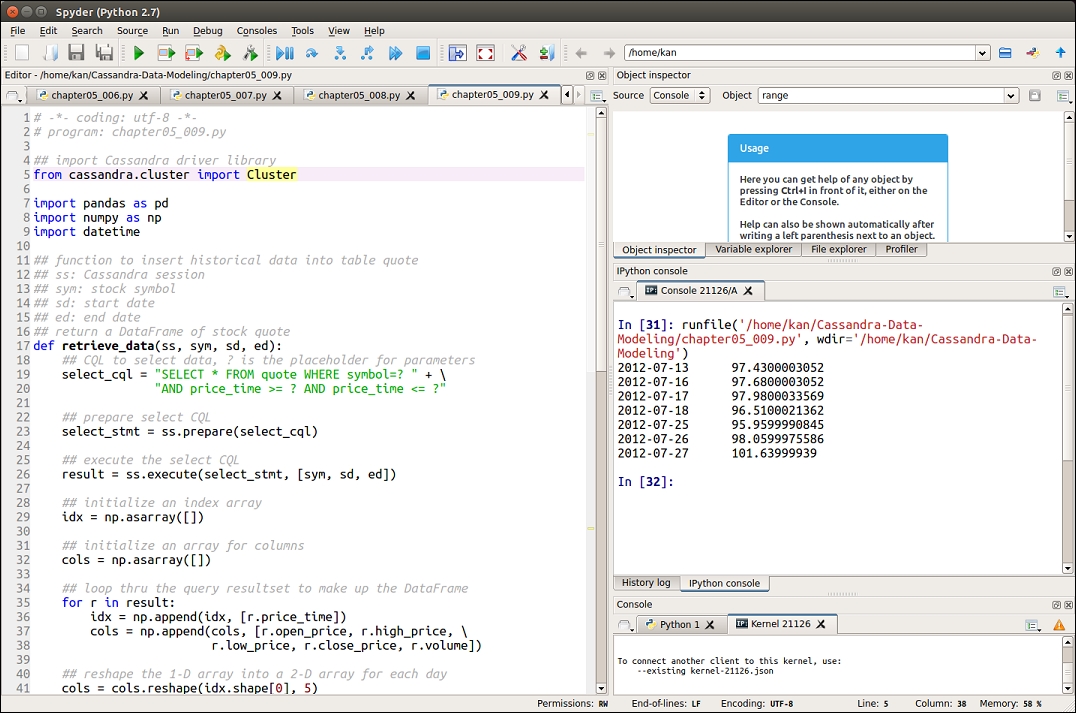 Spyder (Python 2.7)
File Edit Search Source Run Debug Consoles Tools View Help
/home/kan
Editor - /home/kan/Cassandra-Data-Modeling/chapter05_009.py
chapter05_006.py chapter05_007.py chapter05_008.py chapter05_009.py
1 # -*- coding: utf-8 -*-
2 # program: chapter05_009.py
3
4 ## import Cassandra driver library
5 from cassandra.cluster import Cluster
6
7 import pandas as pd
8 import numpy as np
9 import datetime
10
11 ## function to insert historical data into table quote
12 ## ss: Cassandra session
13 ## sym: stock symbol
14 ## sd: start date
15 ## ed: end date
16 ## return a DataFrame of stock quote
17 def retrieve_data(ss, sym, sd, ed):
18     ## CQL to select data, ? is the placeholder for parameters
19     select_cql = "SELECT * FROM quote WHERE symbol=? " + \
20                  "AND price_time >= ? AND price_time <= ?"
21
22     ## prepare select CQL
23     select_stmt = ss.prepare(select_cql)
24
25     ## execute the select CQL
26     result = ss.execute(select_stmt, [sym, sd, ed])
27
28     ## initialize an index array
29     idx = np.asarray([])
30
31     ## initialize an array for columns
32     cols = np.asarray([])
33
34     ## loop thru the query resultset to make up the DataFrame
35     for r in result:
36         idx = np.append(idx, [r.price_time])
37         cols = np.append(cols, [r.open_price, r.high_price, \
38                          r.low_price, r.close_price, r.volume])
39
40     ## reshape the 1-D array into a 2-D array for each day
41     cols = cols.reshape(idx.shape[0], 5)
Object inspector
Source Console Object range
Usage
Here you can get help of any object by
pressing Ctrl+I in front of it, either on the
Editor or the Console.
Help can also be shown automatically after
writing a left parenthesis next to an object.
Object inspector Variable explorer File explorer Profiler
IPython console
IP: Console 21126/A
In [31]: runfile('/home/kan/Cassandra-Data-
Modeling/chapter05_009.py', wdir='/home/kan/Cassandra-Data-
Modeling')
2012-07-13 97.4300003052
2012-07-16 97.6800003052
2012-07-17 97.9800033569
2012-07-18 96.5100021362
2012-07-25 95.9599990845
2012-07-26 98.0599975586
2012-07-27 101.63999939
In [32]:
History log IPython console
Console
Python 1 IP: Kernel 21126
To connect another client to this kernel, use:
--existing kernel-21126.json
Permissions: RW End-of-lines: LF Encoding: UTF-8 Line: 5 Column: 38 Memory: 58 %